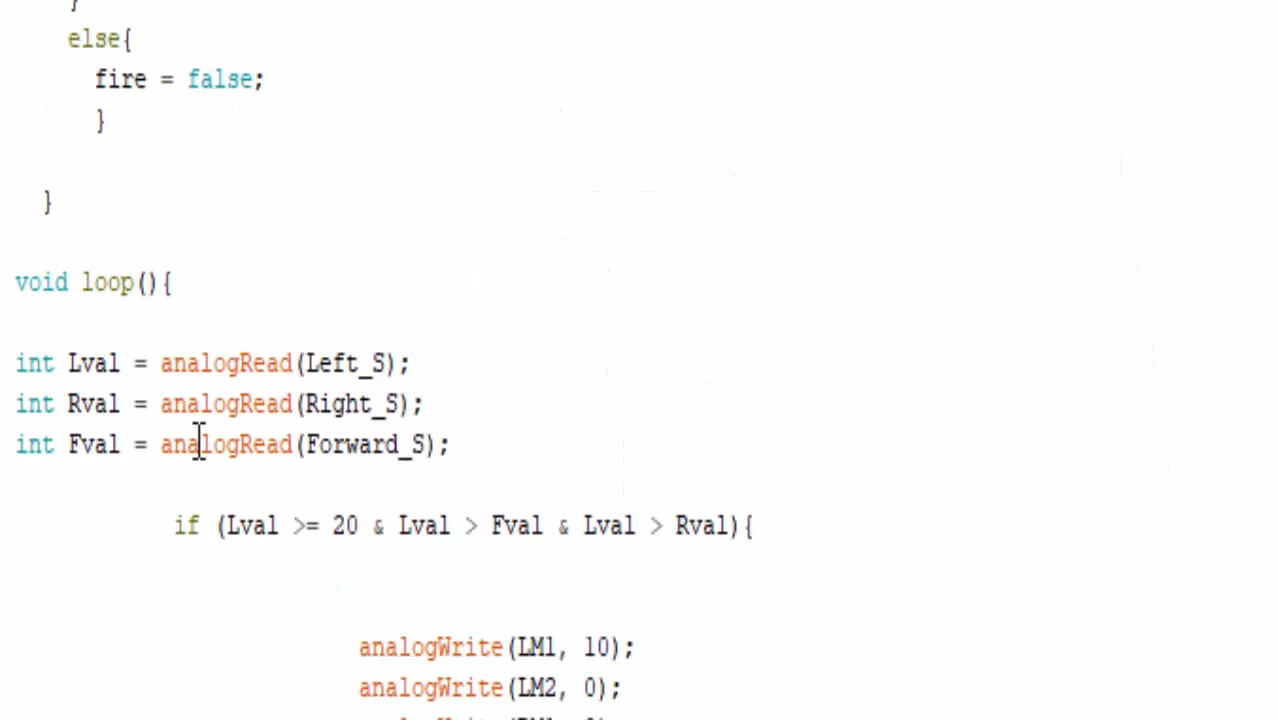 }
else{
fire = false;
}
}
void loop(){
int Lval = analogRead(Left_S);
int Rval = analogRead(Right_S);
int Fval = analogRead(Forward_S);
if (Lval >= 20 & Lval > Fval & Lval > Rval){
analogWrite(LM1, 10);
analogWrite(LM2, 0);